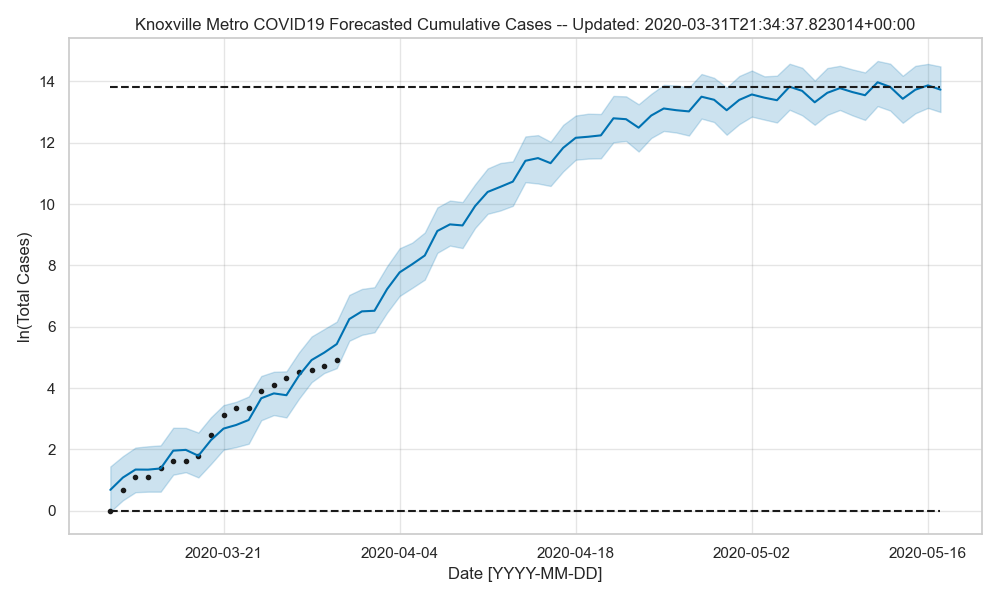 Knoxville Metro COVID19 Forecasted Cumulative Cases -- Updated: 2020-03-31T21:34:37.823014+00:00
14
12
10
8
6
4
2
0
ln(Total Cases)
2020-03-21 2020-04-04 2020-04-18 2020-05-02 2020-05-16
Date [YYYY-MM-DD]